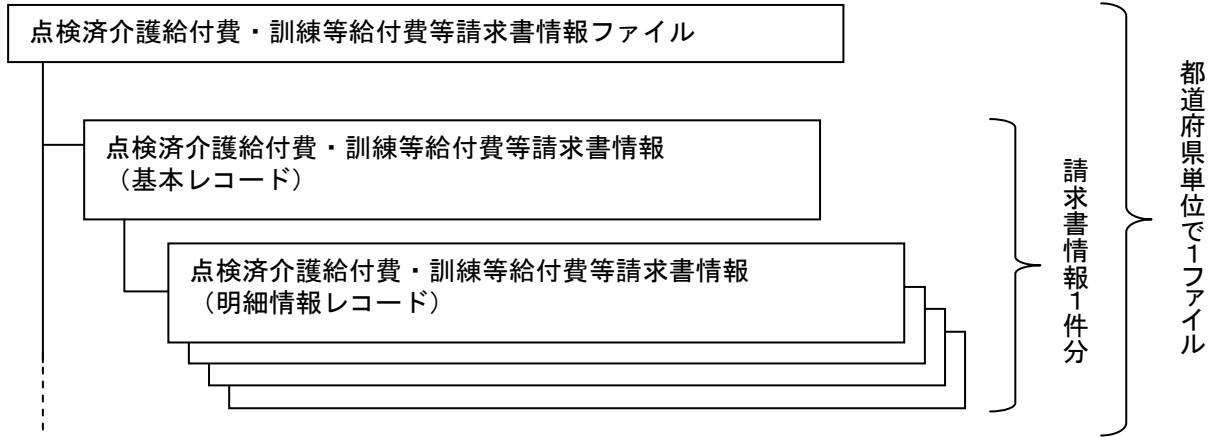 点検済介護給付費・訓練等給付費等請求書情報ファイル
点検済介護給付費・訓練等給付費等請求書情報
（基本レコード）
点検済介護給付費・訓練等給付費等請求書情報
（明細情報レコード）
請求書情報１件分
都道府県単位で１ファイル